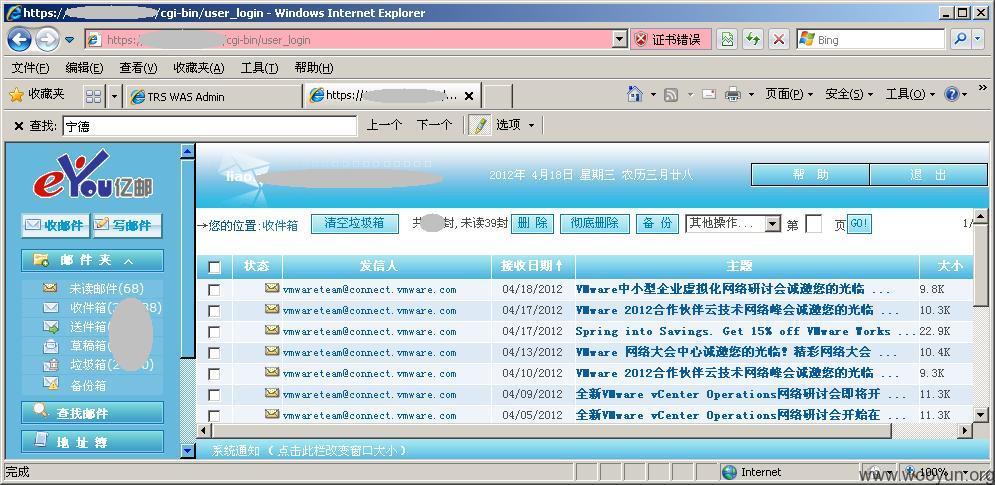 https:// /cgi-bin/user_login - Windows Internet Explorer
https:// /cgi-bin/user_login 证书错误 Bing
文件(F) 编辑(E) 查看(V) 收藏夹(A) 工具(T) 帮助(H)
收藏夹 TRS WAS Admin https:// /... 页面(P) 安全(S) 工具(O) »
查找: 宁德 上一个 下一个 选项
eYou亿邮
liao
2012年 4月18日 星期三 农历三月廿八 帮 助 退 出
收邮件 写邮件
→您的位置:收件箱 清空垃圾箱 共 封,未读39封 删 除 彻底删除 备 份 其他操作... 第 页 GO! 1/
邮 件 夹
未读邮件(68)
收件箱
送件箱
草稿箱
垃圾箱
备份箱
查找邮件
地 址 簿
状态 发信人 接收日期↑ 主题 大小
vmwareteam@connect.vmware.com 04/18/2012 VMware中小型企业虚拟化网络研讨会诚邀您的光临 ... 9.8K
vmwareteam@connect.vmware.com 04/17/2012 VMware 2012合作伙伴云技术网络峰会诚邀您的光临 ... 10.3K
vmwareteam@connect.vmware.com 04/17/2012 Spring into Savings. Get 15% off VMware Works ... 22.9K
vmwareteam@connect.vmware.com 04/13/2012 VMware 网络大会中心诚邀您的光临! 精彩网络大会 ... 10.4K
vmwareteam@connect.vmware.com 04/10/2012 VMware 2012合作伙伴云技术网络峰会诚邀您的光临 ... 9.3K
vmwareteam@connect.vmware.com 04/09/2012 全新VMware vCenter Operations网络研讨会即将开 ... 11.3K
vmwareteam@connect.vmware.com 04/05/2012 全新VMware vCenter Operations网络研讨会开始在 ... 11.3K
系统通知 (点击此栏改变窗口大小)
完成 Internet 100%
www.wooyun.org